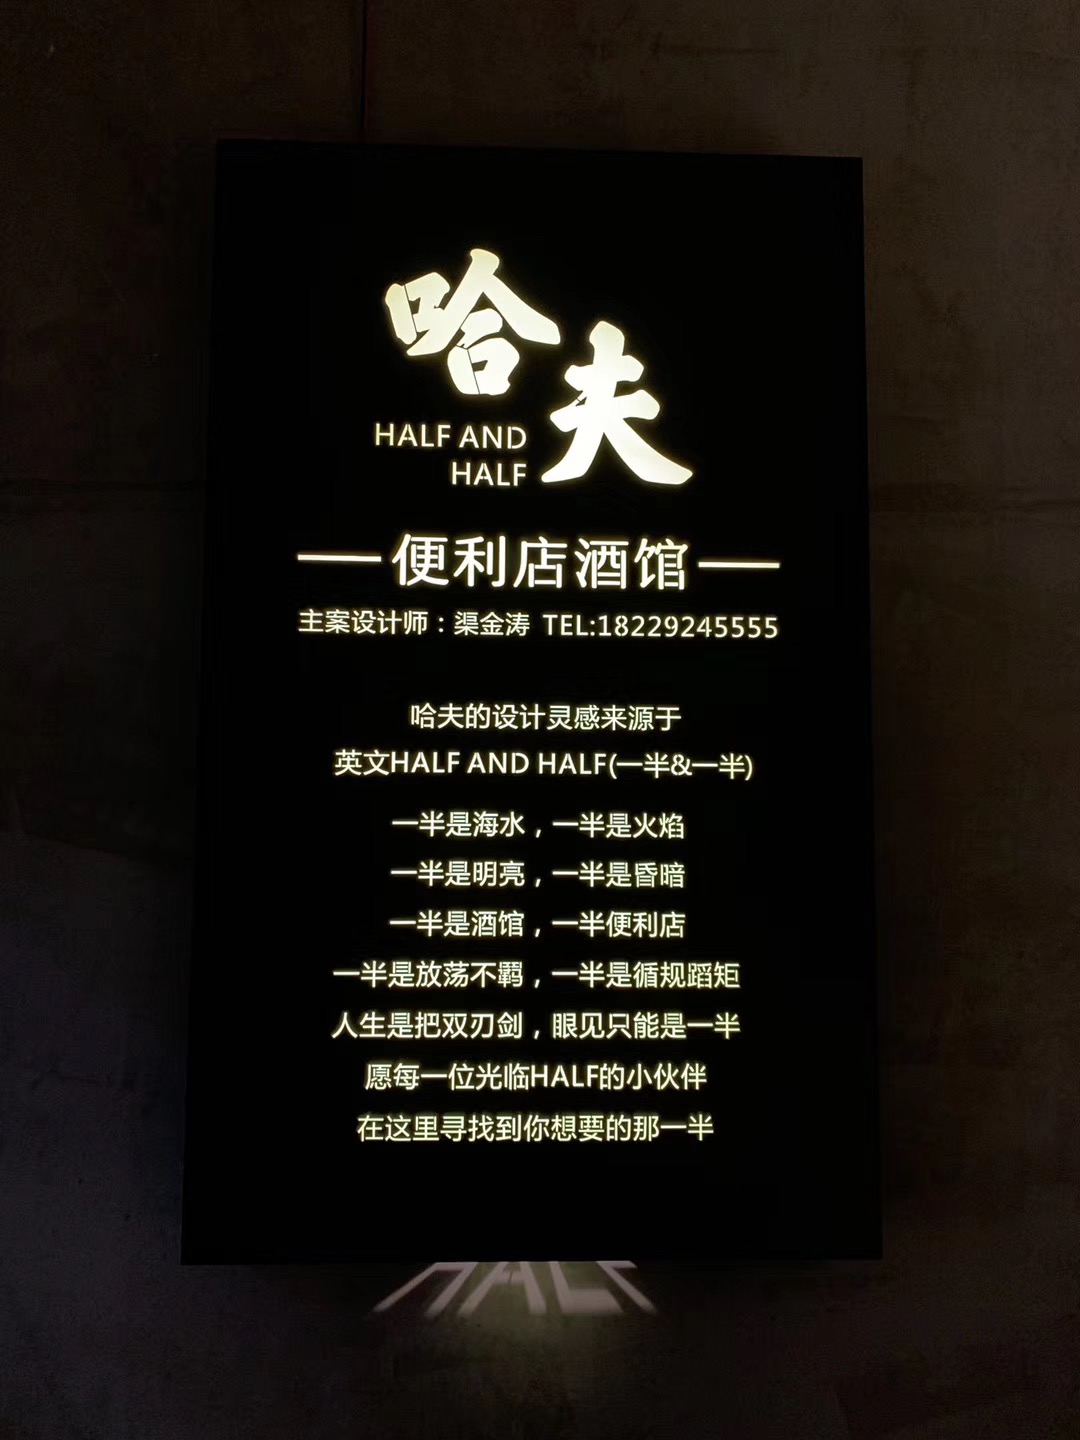 哈夫
HALF AND
HALF
便利店酒馆
主案设计师：渠金涛 TEL:18229245555
哈夫的设计灵感来源于
英文HALF AND HALF(一半&一半)
一半是海水，一半是火焰
一半是明亮，一半是昏暗
一半是酒馆，一半便利店
一半是放荡不羁，一半是循规蹈矩
人生是把双刃剑，眼见只能是一半
愿每一位光临HALF的小伙伴
在这里寻找到你想要的那一半
HALF